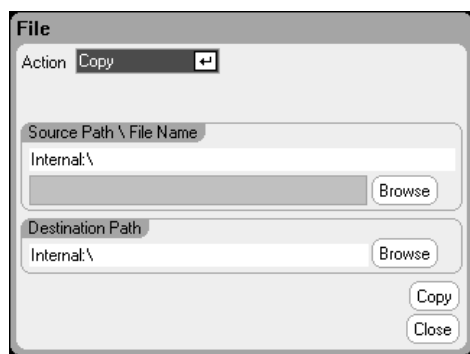 File
Action Copy
Source Path \ File Name
Internal:\
Browse
Destination Path
Internal:\ Browse
Copy
Close